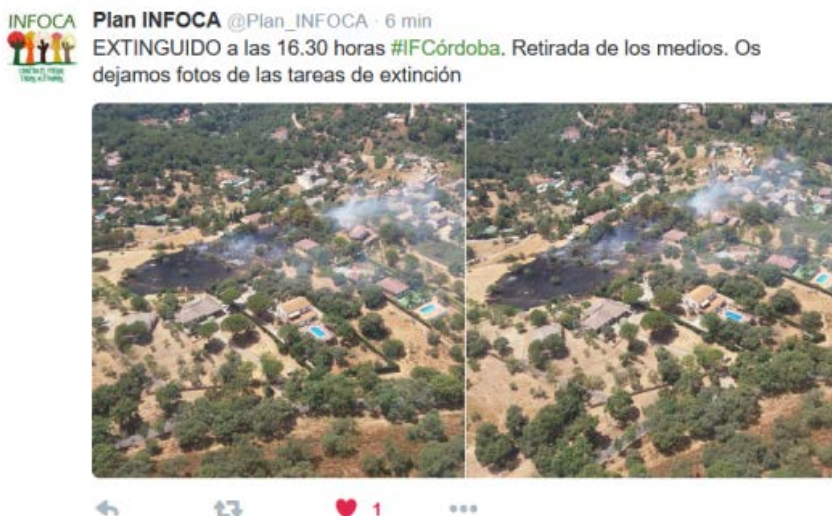 INFOCA
Plan INFOCA @Plan_INFOCA · 6 min
EXTINGUIDO a las 16.30 horas #IFCórdoba. Retirada de los medios. Os
dejamos fotos de las tareas de extinción
1